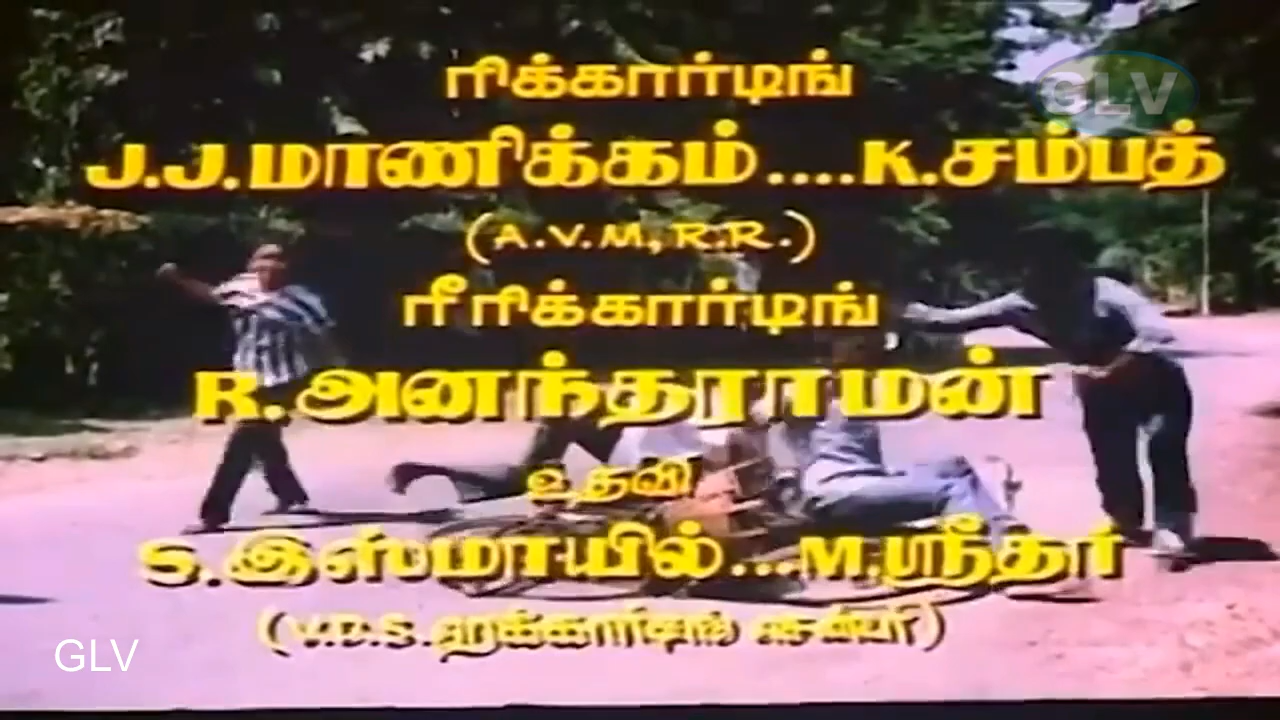 ரிக்கார்டிங்
GLV
J.J.மாணிக்கம்....K.சம்பத்
(A.V.M, R.R.)
ரீரிக்கார்டிங்
R.அனந்தராமன்
உதவி
S.இஸ்மாயில்...M.ஸ்ரீதர்
GLV